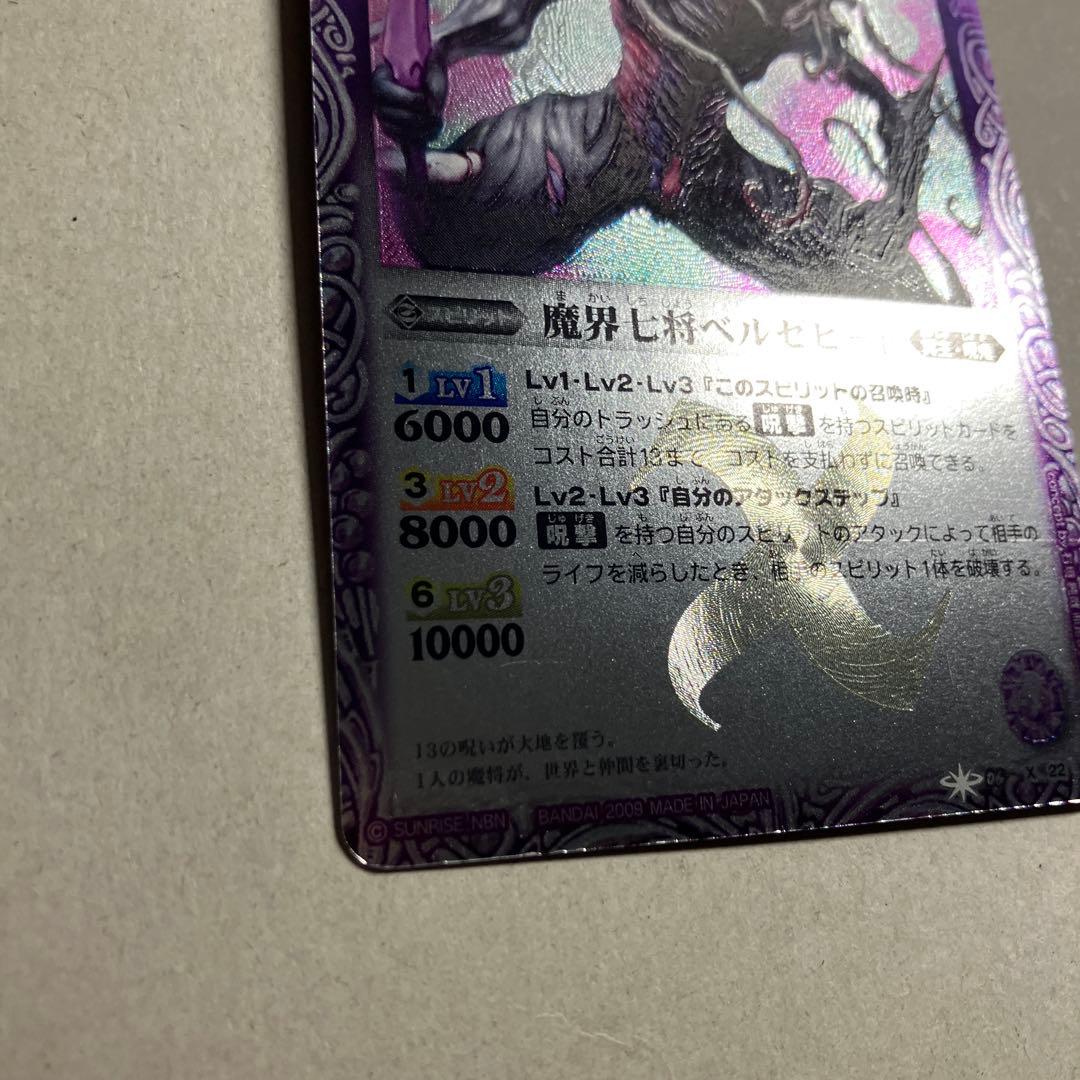 スピリット
魔界七将ベルセヒ
1 LV1
6000
3 LV2
8000
6 LV3
10000
Lv1・Lv2・Lv3『このスピリットの召喚時』
自分のトラッシュにある呪撃を持つスピリットカードを
コスト合計13まで、コストを支払わずに召喚できる。
Lv2・Lv3『自分のアタックステップ』
呪撃を持つ自分のスピリットのアタックによって相手の
ライフを減らしたとき、相手のスピリット1体を破壊する。
13の呪いが大地を覆う。
1人の魔将が、世界と仲間を裏切った。
© SUNRISE, NBN BANDAI 2009 MADE IN JAPAN
X 22